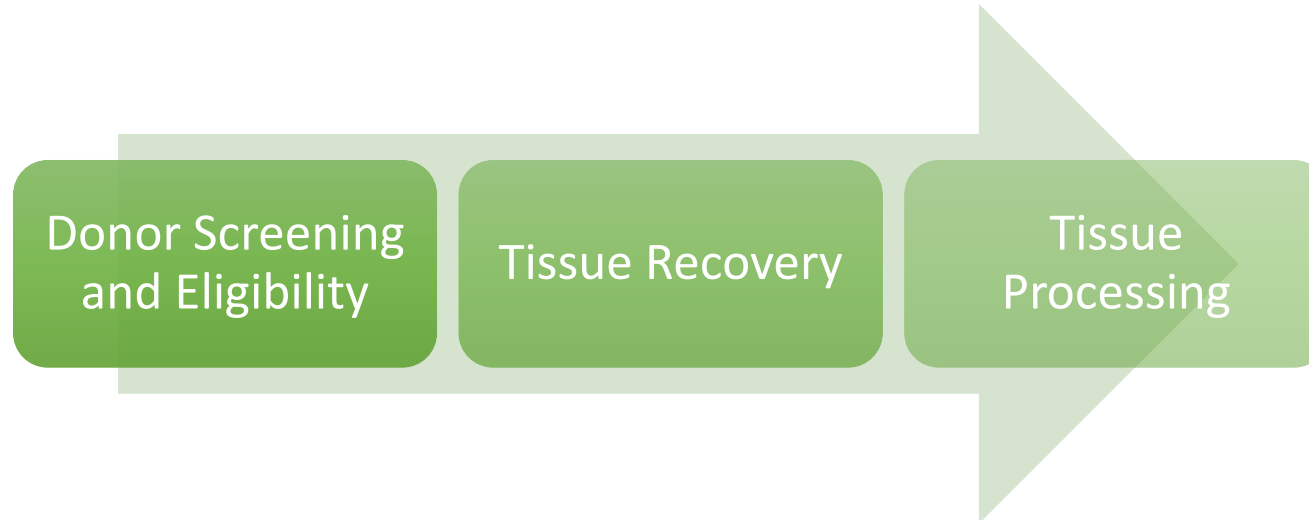 Donor Screening
and Eligibility
Tissue Recovery
Tissue
Processing